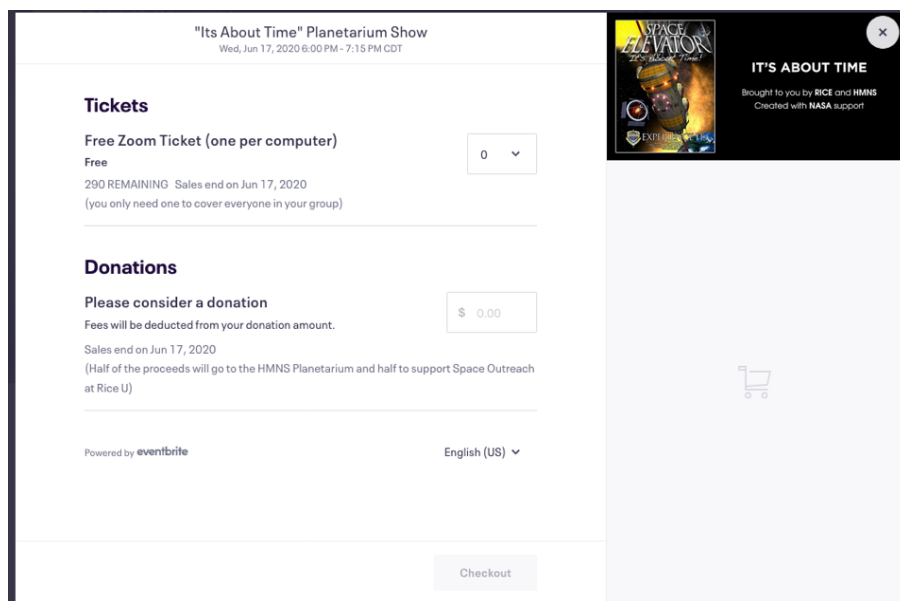 "Its About Time" Planetarium Show
Wed, Jun 17, 2020 6:00 PM - 7:15 PM CDT
Tickets
Free Zoom Ticket (one per computer)
Free
0
290 REMAINING Sales end on Jun 17, 2020
(you only need one to cover everyone in your group)
Donations
Please consider a donation
$ 0.00
Fees will be deducted from your donation amount.
Sales end on Jun 17, 2020
(Half of the proceeds will go to the HMNS Planetarium and half to support Space Outreach
at Rice U)
Powered by eventbrite
English (US)
Checkout
SPACE
ELEVATOR
It's About Time!
IT'S ABOUT TIME
Brought to you by RICE and HMNS
Created with NASA support